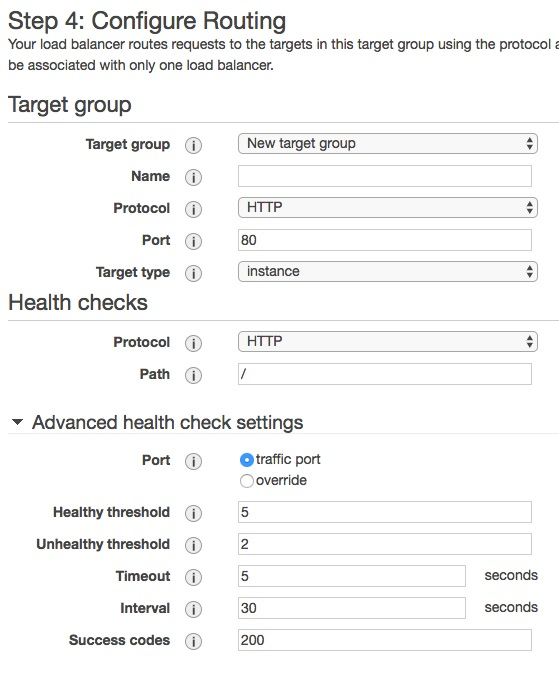 Step 4: Configure Routing
Your load balancer routes requests to the targets in this target group using the protocol
be associated with only one load balancer.
Target group
Target group i New target group
Name i
Protocol i HTTP
Port i 80
Target type i instance
Health checks
Protocol i HTTP
Path i /
Advanced health check settings
Port i traffic port
override
Healthy threshold i 5
Unhealthy threshold i 2
Timeout i 5 seconds
Interval i 30 seconds
Success codes i 200